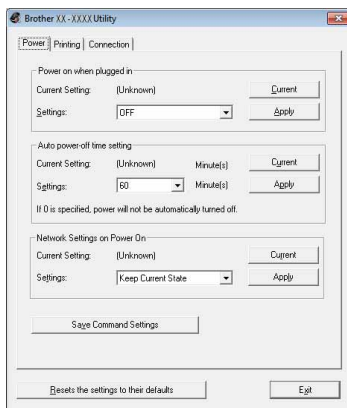 Brother XX-XXXX Utility
Power Printing Connection
Power on when plugged in
Current Setting: (Unknown) Current
Settings: OFF Apply
Auto power-off time setting
Current Setting: (Unknown) Minute(s) Current
Settings: 60 Minute(s) Apply
If 0 is specified, power will not be automatically turned off.
Network Settings on Power On
Current Setting: (Unknown) Current
Settings: Keep Current State Apply
Save Command Settings
Resets the settings to their defaults Exit